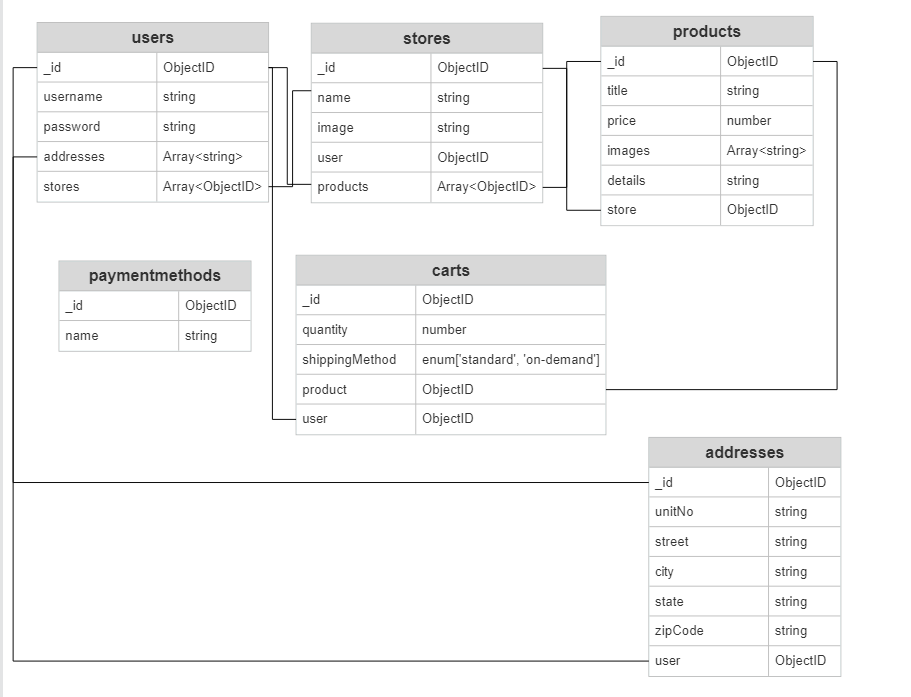 users
_id ObjectID
username string
password string
addresses Array<string>
stores Array<ObjectID>
stores
_id ObjectID
name string
image string
user ObjectID
products Array<ObjectID>
products
_id ObjectID
title string
price number
images Array<string>
details string
store ObjectID
paymentmethods
_id ObjectID
name string
carts
_id ObjectID
quantity number
shippingMethod enum['standard', 'on-demand']
product ObjectID
user ObjectID
addresses
_id ObjectID
unitNo string
street string
city string
state string
zipCode string
user ObjectID